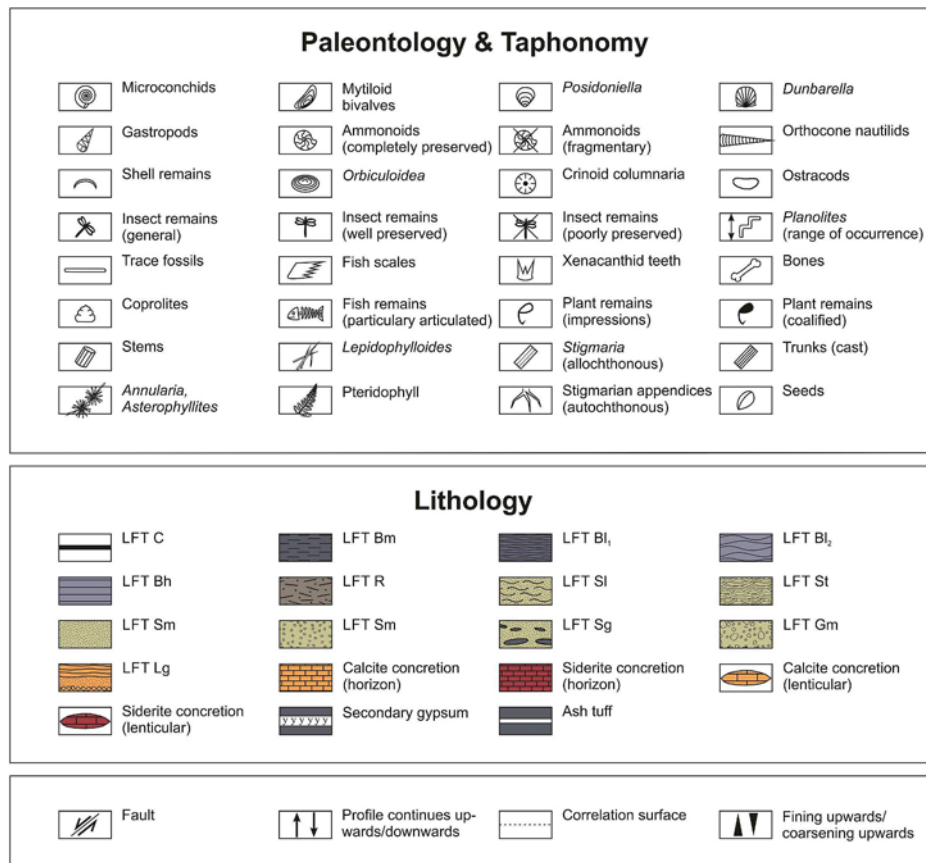 Paleontology & Taphonomy
Microconchids
Mytiloid
bivalves
Posidoniella
Dunbarella
Gastropods
Ammonoids
(completely preserved)
Ammonoids
(fragmentary)
Orthocone nautilids
Shell remains
Orbiculoidea
Crinoid columnaria
Ostracods
Insect remains
(general)
Insect remains
(well preserved)
Insect remains
(poorly preserved)
Planolites
(range of occurrence)
Trace fossils
Fish scales
Xenacanthid teeth
Bones
Coprolites
Fish remains
(particulary articulated)
Plant remains
(impressions)
Plant remains
(coalified)
Stems
Lepidophylloides
Stigmaria
(allochthonous)
Trunks (cast)
Annularia,
Asterophyllites
Pteridophyll
Stigmarian appendices
(autochthonous)
Seeds
Lithology
LFT C
LFT Bm
LFT Bl₁
LFT Bl₂
LFT Bh
LFT R
LFT Sl
LFT St
LFT Sm
LFT Sm
LFT Sg
LFT Gm
LFT Lg
Calcite concretion
(horizon)
Siderite concretion
(horizon)
Calcite concretion
(lenticular)
Siderite concretion
(lenticular)
Secondary gypsum
Ash tuff
Fault
Profile continues up-
wards/downwards
Correlation surface
Fining upwards/
coarsening upwards